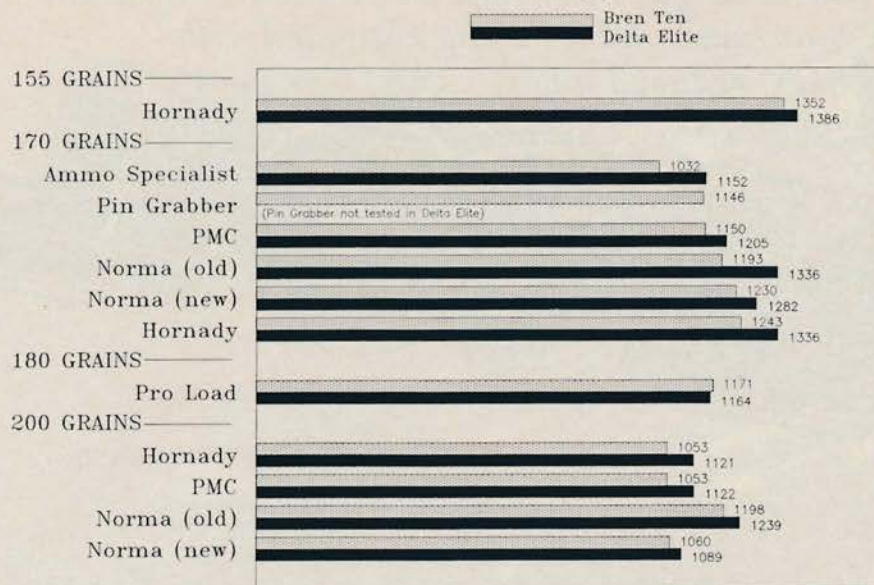 Bren Ten
Delta Elite
155 GRAINS
Hornady 1352
1386
170 GRAINS
Ammo Specialist 1032
1152
Pin Grabber 1146
(Pin Grabber not tested in Delta Elite)
PMC 1150
1205
Norma (old) 1193
1336
Norma (new) 1230
1282
Hornady 1243
1336
180 GRAINS
Pro Load 1171
1164
200 GRAINS
Hornady 1053
1121
PMC 1053
1122
Norma (old) 1198
1239
Norma (new) 1060
1089